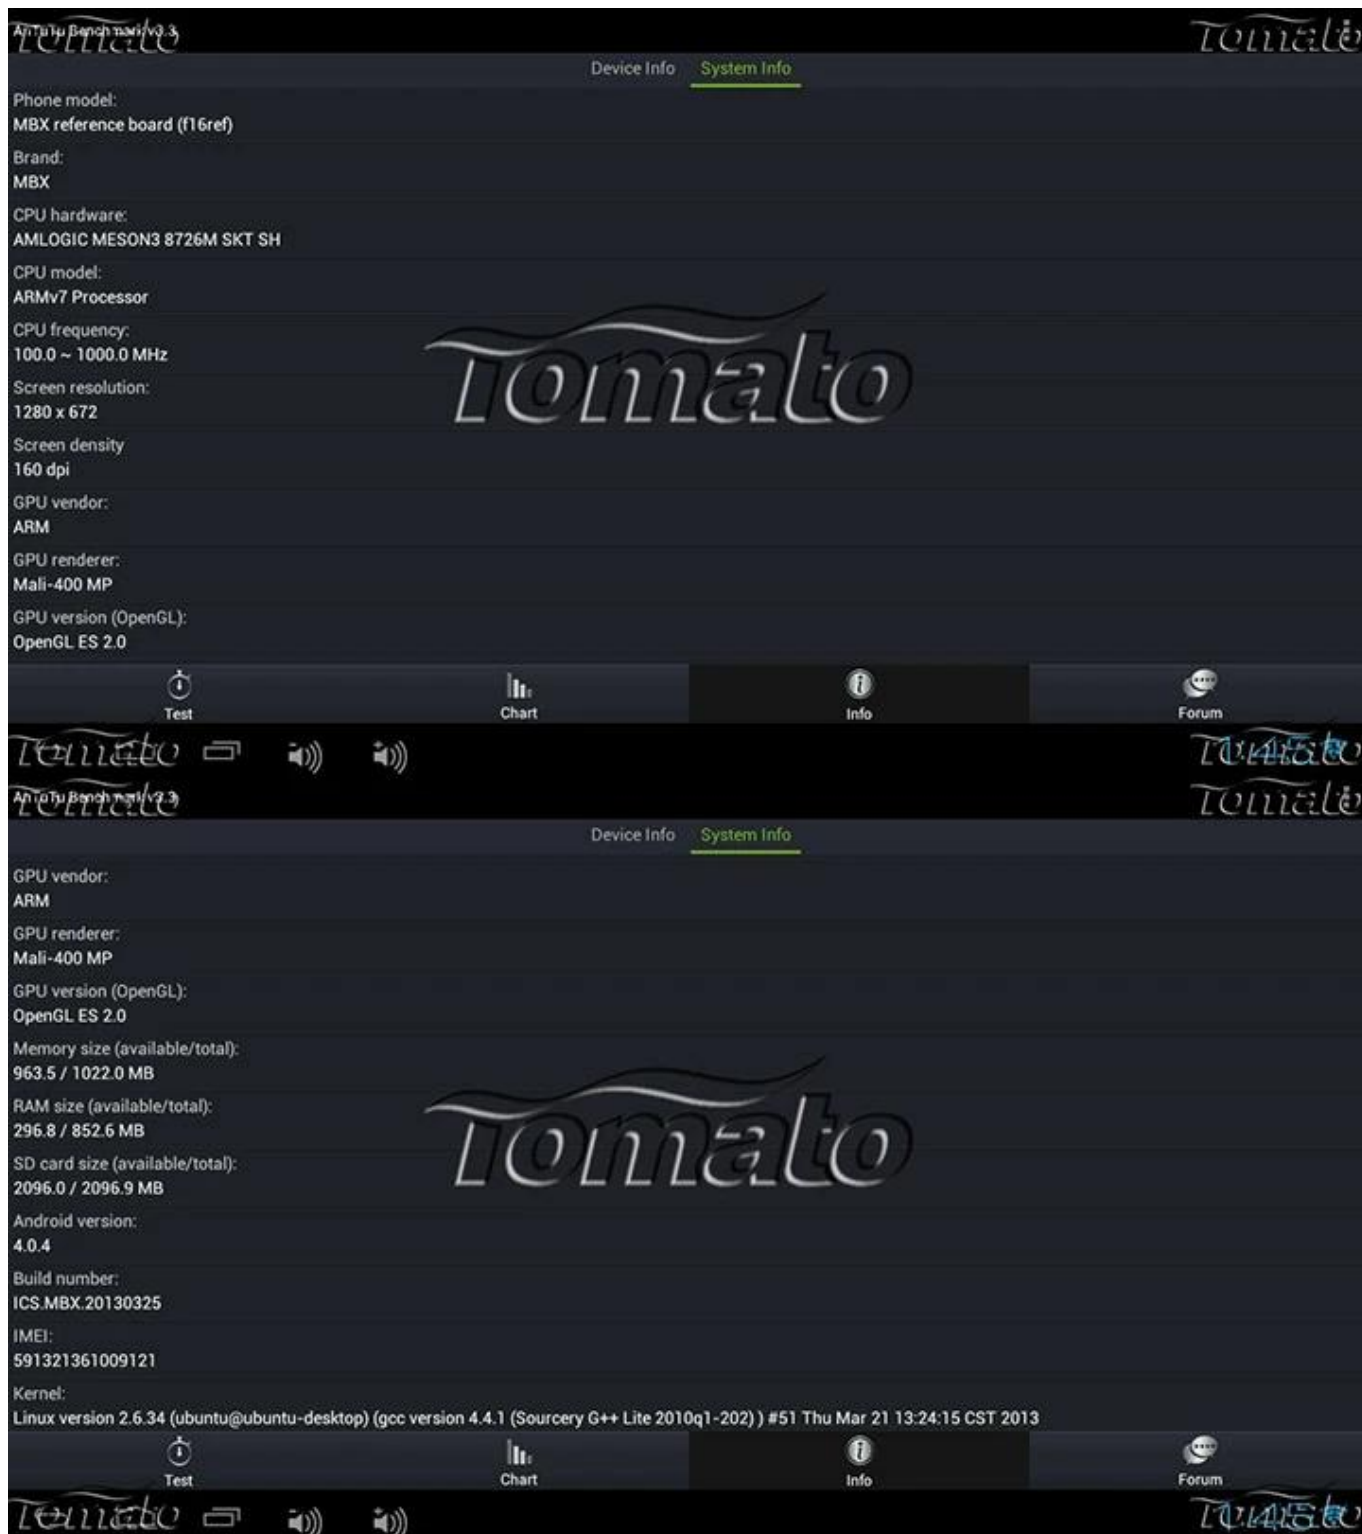 AnTuTu Benchmark v3.3
Tomato
Tomato
Device Info System Info
Phone model:
MBX reference board (f16ref)
Brand:
MBX
CPU hardware:
AMLOGIC MESON3 8726M SKT SH
CPU model:
ARMv7 Processor
CPU frequency:
100.0 ~ 1000.0 MHz
Screen resolution:
1280 x 672
Tomato
Screen density
160 dpi
GPU vendor:
ARM
GPU renderer:
Mali-400 MP
GPU version (OpenGL):
OpenGL ES 2.0
Test Chart Info Forum
Tomato
Tomato
AnTuTu Benchmark v3.3
Tomato
Tomato
Device Info System Info
GPU vendor:
ARM
GPU renderer:
Mali-400 MP
GPU version (OpenGL):
OpenGL ES 2.0
Memory size (available/total):
963.5 / 1022.0 MB
RAM size (available/total):
296.8 / 852.6 MB
Tomato
SD card size (available/total):
2096.0 / 2096.9 MB
Android version:
4.0.4
Build number:
ICS.MBX.20130325
IMEI:
591321361009121
Kernel:
Linux version 2.6.34 (ubuntu@ubuntu-desktop) (gcc version 4.4.1 (Sourcery G++ Lite 2010q1-202) ) #51 Thu Mar 21 13:24:15 CST 2013
Test Chart Info Forum
Tomato
Tomato